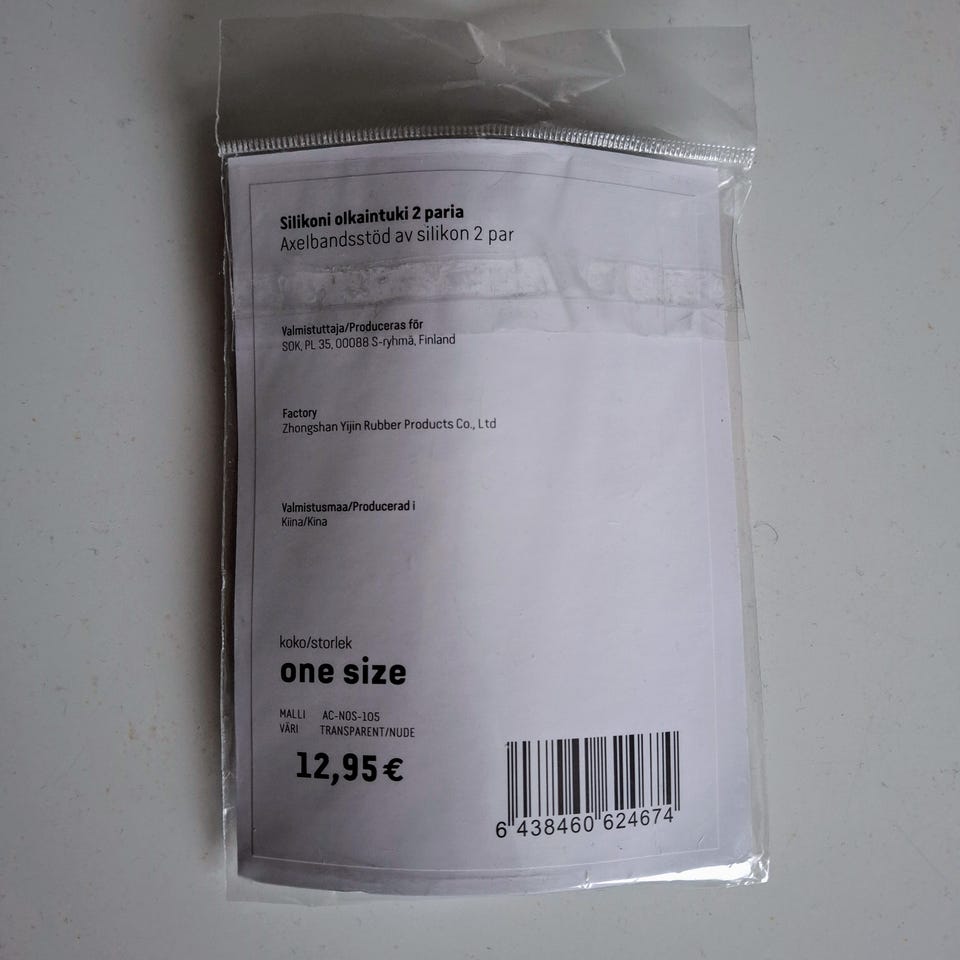 Silikoni olkaintuki 2 paria
Axelbandsstöd av silikon 2 par
Valmistuttaja/Produceras för
SOK, PL 35, 00088 S-ryhmä, Finland
Factory
Zhongshan Yijin Rubber Products Co., Ltd
Valmistusmaa/Producerad i
Kiina/Kina
koko/storlek
one size
MALLI AC-NOS-105
VÄRI TRANSPARENT/NUDE
12,95 €
6 438460 624674